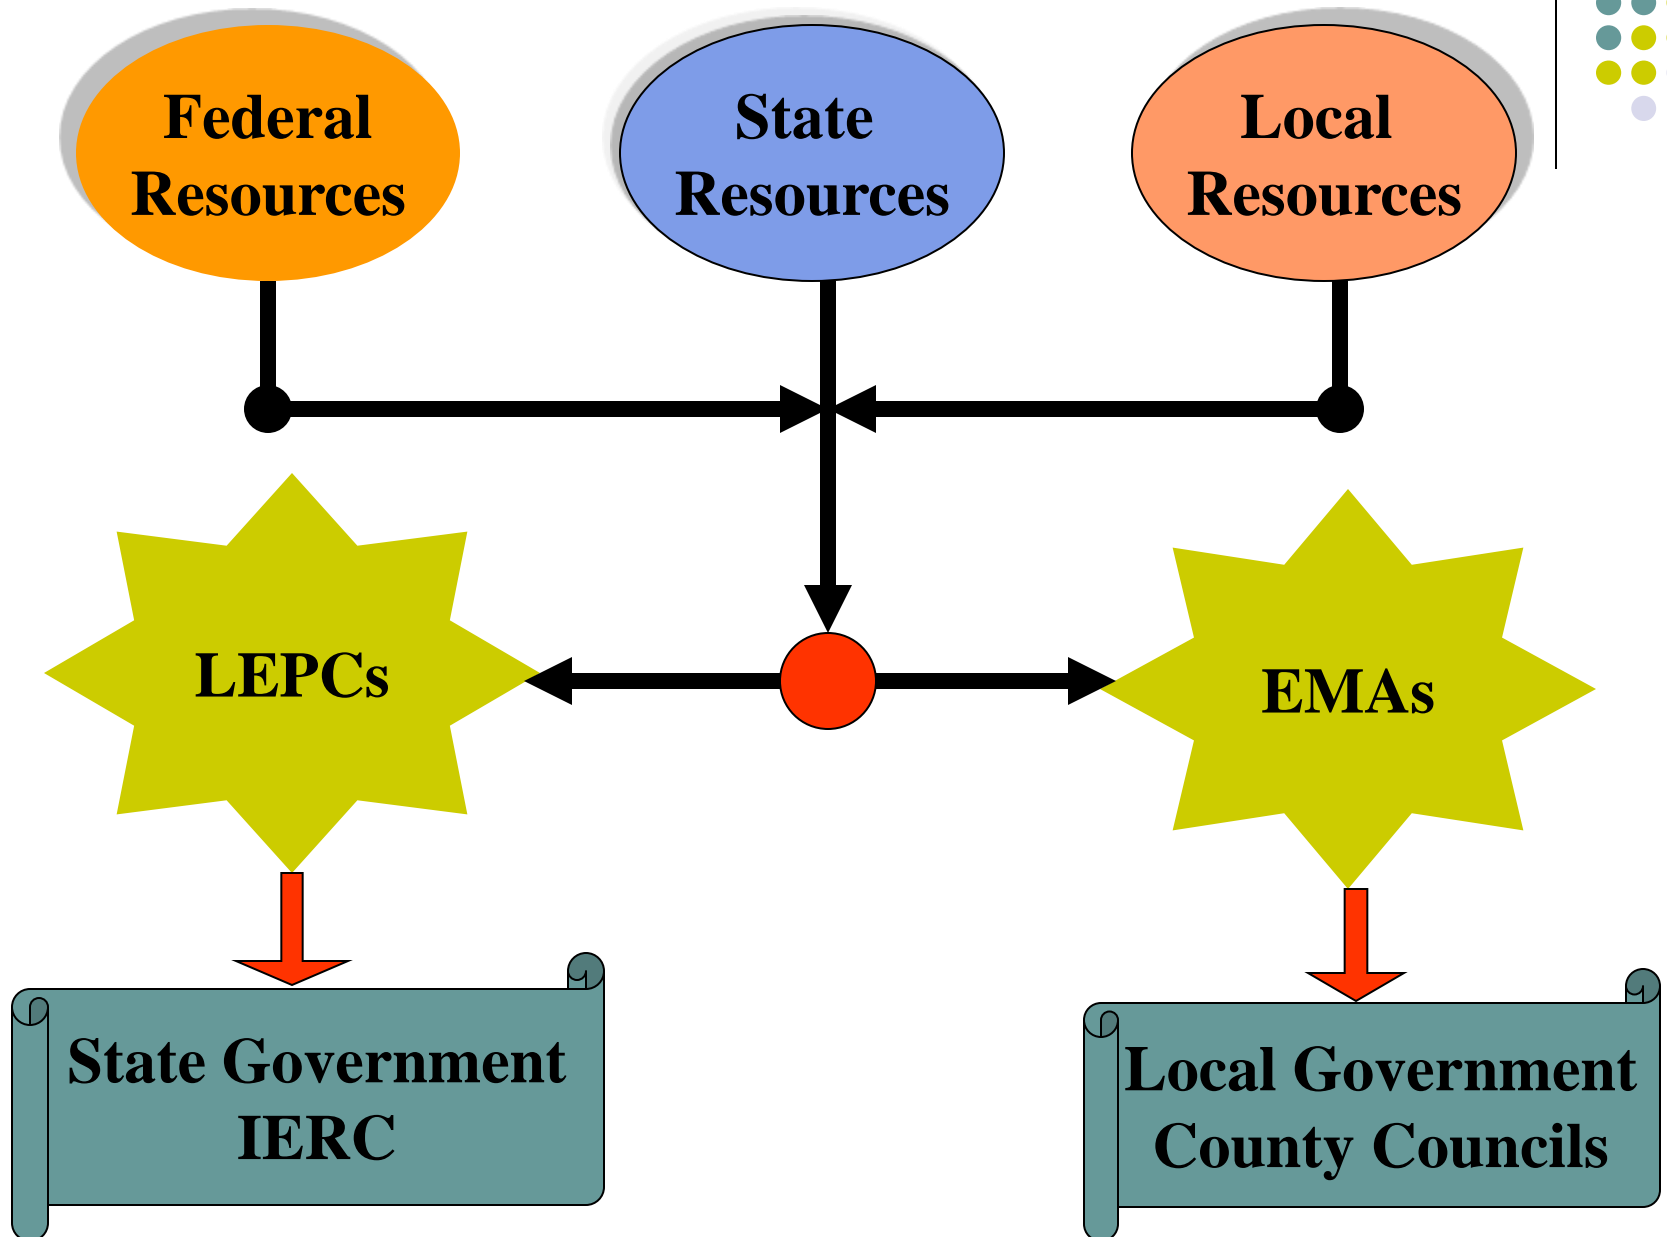 Federal
Resources
State
Resources
Local
Resources
LEPCs
EMAs
State Government
IERC
Local Government
County Councils